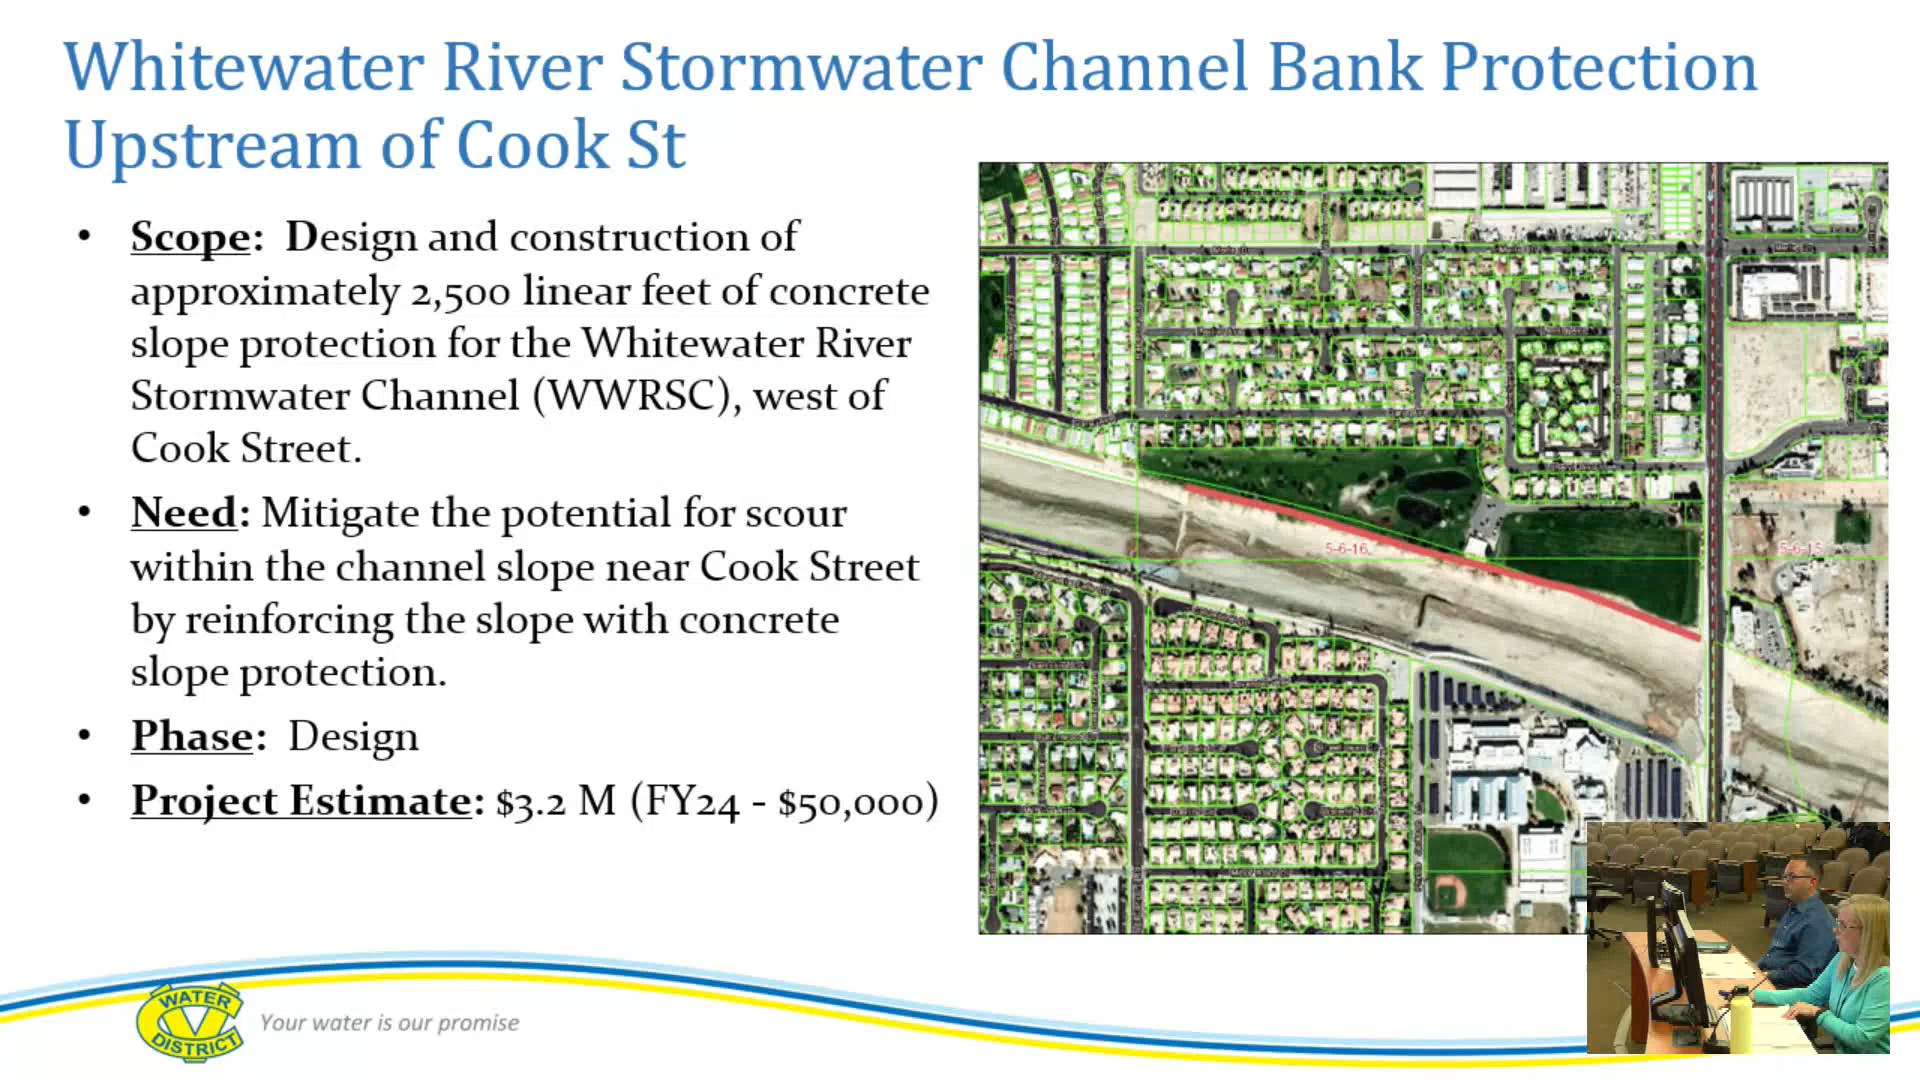 Whitewater River Stormwater Channel Bank Protection
Upstream of Cook St
• Scope: Design and construction of
approximately 2,500 linear feet of concrete
slope protection for the Whitewater River
Stormwater Channel (WWRSC), west of
Cook Street.
• Need: Mitigate the potential for scour
within the channel slope near Cook Street
by reinforcing the slope with concrete
slope protection.
• Phase: Design
• Project Estimate: $3.2 M (FY24 - $50,000)
5-6-16
5-6-15
WATER
CV
DISTRICT
Your water is our promise